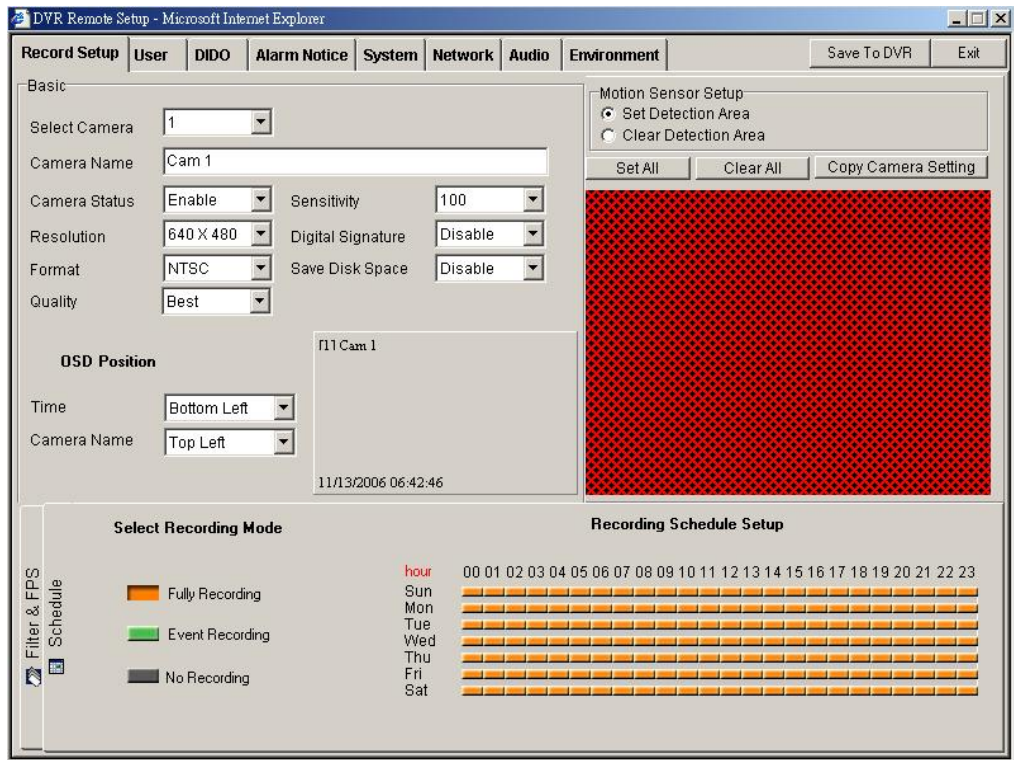 DVR Remote Setup - Microsoft Internet Explorer
Record Setup User DIDO Alarm Notice System Network Audio Environment Save To DVR Exit
Basic
Select Camera 1
Camera Name Cam 1
Camera Status Enable Sensitivity 100
Resolution 640 X 480 Digital Signature Disable
Format NTSC Save Disk Space Disable
Quality Best
OSD Position
Time Bottom Left
Camera Name Top Left
[1] Cam 1
11/13/2006 06:42:46
Motion Sensor Setup
Set Detection Area
Clear Detection Area
Set All Clear All Copy Camera Setting
Filter & FPS
Schedule
Select Recording Mode
Fully Recording
Event Recording
No Recording
Recording Schedule Setup
hour 00 01 02 03 04 05 06 07 08 09 10 11 12 13 14 15 16 17 18 19 20 21 22 23
Sun
Mon
Tue
Wed
Thu
Fri
Sat